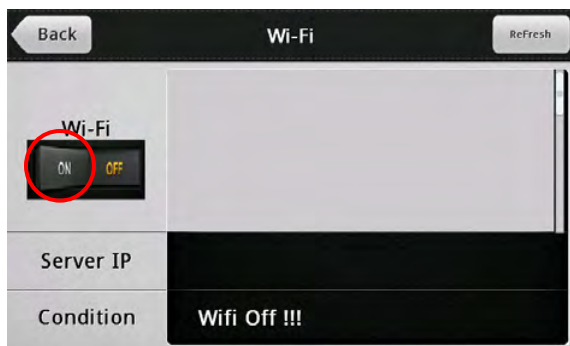 Back Wi-Fi ReFresh
Wi-Fi
ON OFF
Server IP
Condition Wifi Off !!!